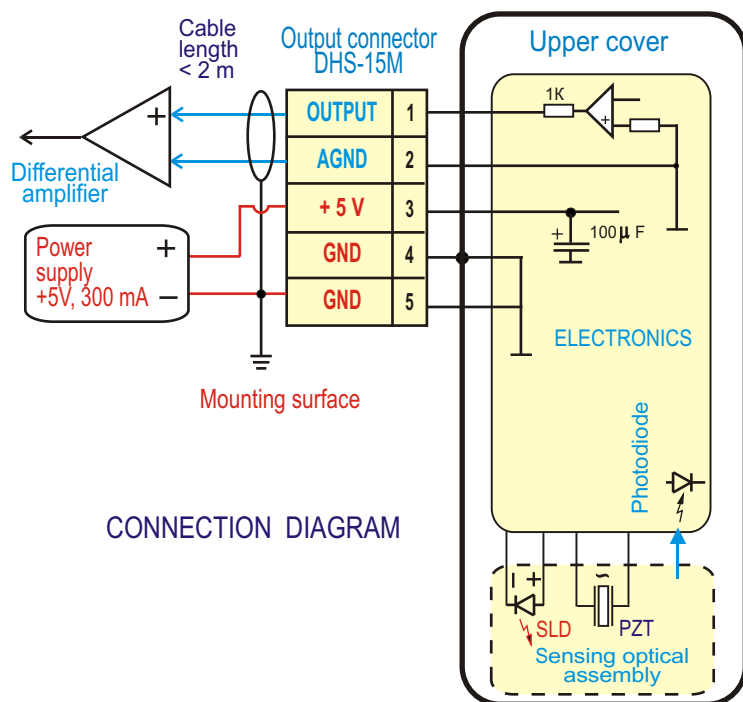 Cable
length
< 2 m
Output connector
DHS-15M
Upper cover
OUTPUT 1
AGND 2
+ 5 V 3
GND 4
GND 5
+
Differential
amplifier
Power
supply
+5V, 300 mA
+
−
Mounting surface
1K
+
+
100 μ F
ELECTRONICS
Photodiode
CONNECTION DIAGRAM
− +
~
SLD
PZT
Sensing optical
assembly